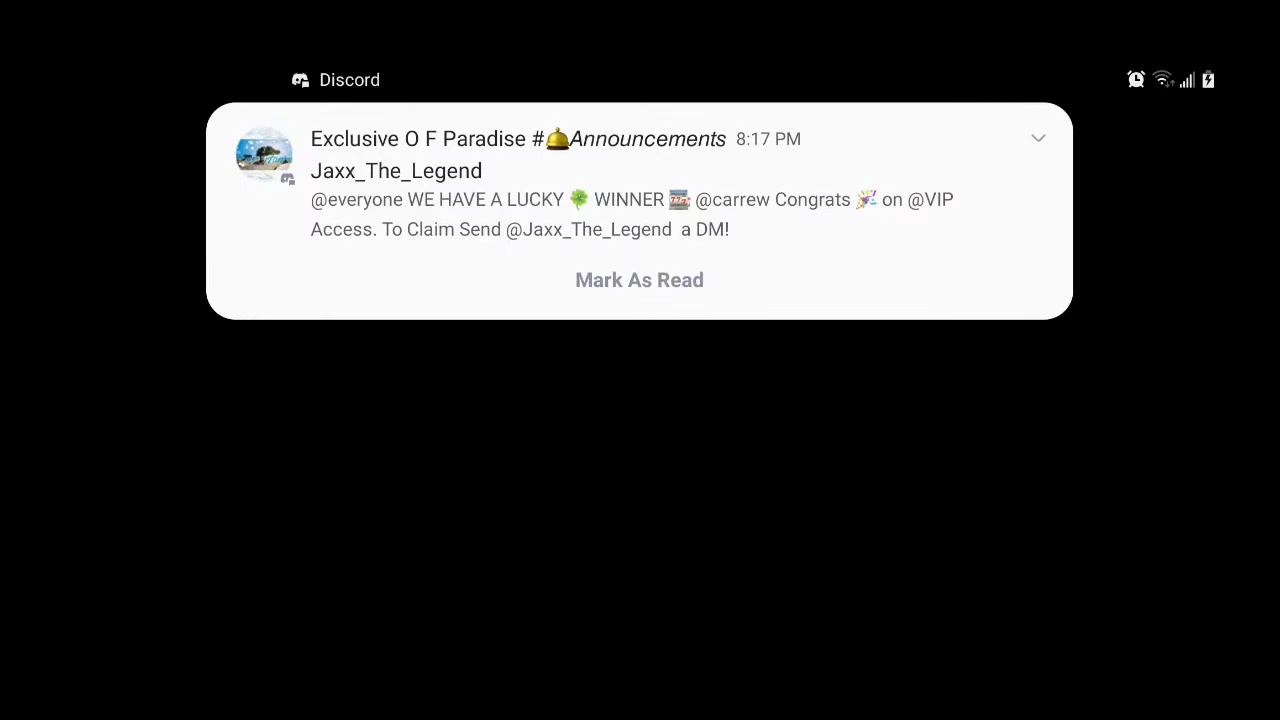 Discord
Exclusive O F Paradise #🛎Announcements 8:17 PM
Jaxx_The_Legend
@everyone WE HAVE A LUCKY 🍀 WINNER 🎰 @carrew Congrats 🎉 on @VIP
Access. To Claim Send @Jaxx_The_Legend a DM!
Mark As Read